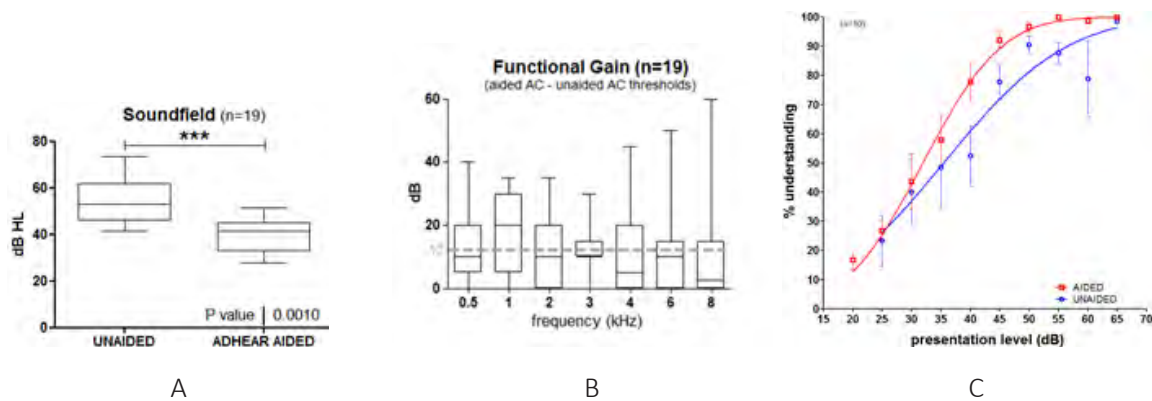 Soundfield (n=19)
***
80
60
40
20
0
dB HL
P value | 0.0010
UNAIDED ADHEAR AIDED
A
Functional Gain (n=19)
(aided AC - unaided AC thresholds)
60
40
20
0
dB
0.5 1 2 3 4 6 8
frequency (kHz)
B
100
90
80
70
60
50
40
30
20
10
0
% understanding
AIDED
UNAIDED
15 20 25 30 35 40 45 50 55 60 65 70
presentation level (dB)
C